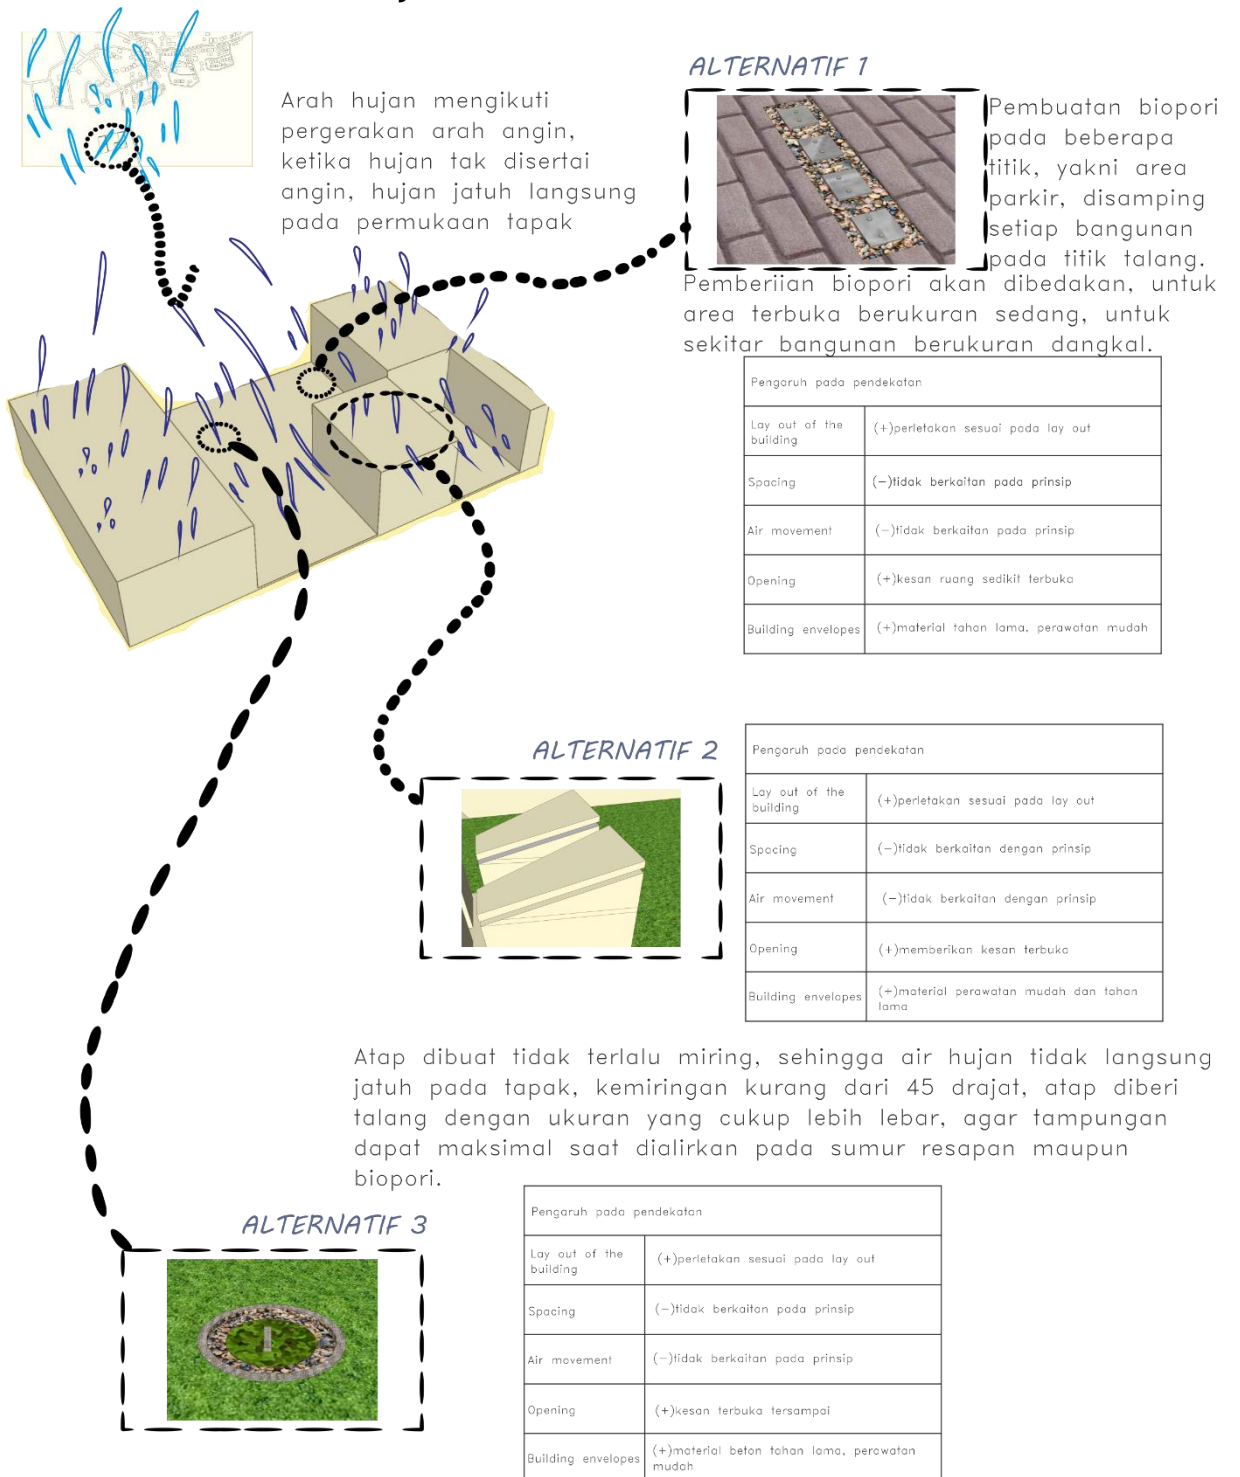 Arah hujan mengikuti
pergerakan arah angin,
ketika hujan tak disertai
angin, hujan jatuh langsung
pada permukaan tapak
ALTERNATIF 1
Pembuatan biopori
pada beberapa
titik, yakni area
parkir, disamping
setiap bangunan
pada titik talang.
Pemberiian biopori akan dibedakan, untuk
area terbuka berukuran sedang, untuk
sekitar bangunan berukuran dangkal.
Pengaruh pada pendekatan
Lay out of the building (+)perletakan sesuai pada lay out
Spacing (-)tidak berkaitan pada prinsip
Air movement (-)tidak berkaitan pada prinsip
Opening (+)kesan ruang sedikit terbuka
Building envelopes (+)material tahan lama, perawatan mudah
ALTERNATIF 2
Pengaruh pada pendekatan
Lay out of the building (+)perletakan sesuai pada lay out
Spacing (-)tidak berkaitan dengan prinsip
Air movement (-)tidak berkaitan dengan prinsip
Opening (+)memberikan kesan terbuka
Building envelopes (+)material perawatan mudah dan tahan lama
Atap dibuat tidak terlalu miring, sehingga air hujan tidak langsung
jatuh pada tapak, kemiringan kurang dari 45 drajat, atap diberi
talang dengan ukuran yang cukup lebih lebar, agar tampungan
dapat maksimal saat dialirkan pada sumur resapan maupun
biopori.
ALTERNATIF 3
Pengaruh pada pendekatan
Lay out of the building (+)perletakan sesuai pada lay out
Spacing (-)tidak berkaitan pada prinsip
Air movement (-)tidak berkaitan pada prinsip
Opening (+)kesan terbuka tersampai
Building envelopes (+)material beton tahan lama, perawatan mudah